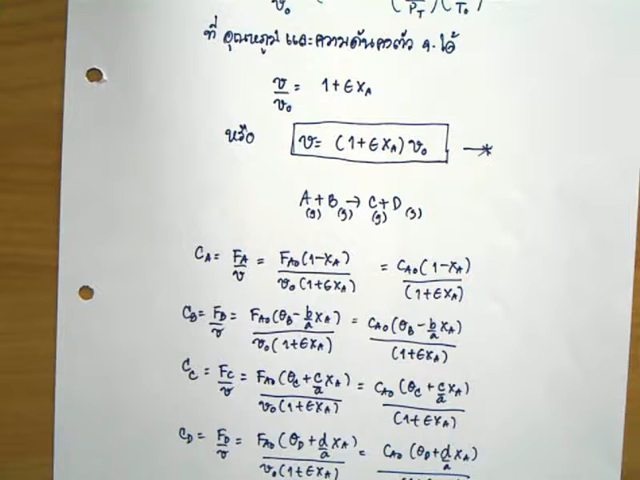 v₀ (P_T) (T₀)
ที่ อุณหภูมิ และความดันคงตัว จะได้
v/v₀ = 1+εX_A
หรือ v = (1+εX_A) v₀ →*
A + B → C + D
(g) (g) (g) (g)
C_A = F_A/v = F_A0(1-X_A)/v₀(1+εX_A) = C_A0(1-X_A)/(1+εX_A)
C_B = F_B/v = F_A0(θ_B - b/a X_A)/v₀(1+εX_A) = C_A0(θ_B - b/a X_A)/(1+εX_A)
C_C = F_C/v = F_A0(θ_C + c/a X_A)/v₀(1+εX_A) = C_A0(θ_C + c/a X_A)/(1+εX_A)
C_D = F_D/v = F_A0(θ_D + d/a X_A)/v₀(1+εX_A) = C_A0(θ_D + d/a X_A)